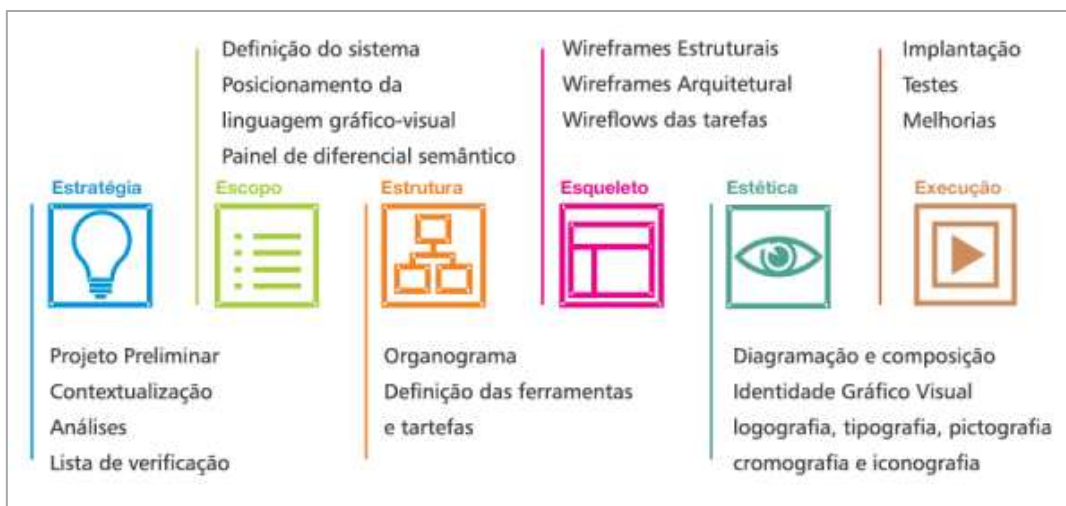 Definição do sistema
Posicionamento da
linguagem gráfico-visual
Painel de diferencial semântico
Wireframes Estruturais
Wireframes Arquitetural
Wireflows das tarefas
Implantação
Testes
Melhorias
Estratégia
Escopo
Estrutura
Esqueleto
Estética
Execução
Projeto Preliminar
Contextualização
Análises
Lista de verificação
Organograma
Definição das ferramentas
e tartefas
Diagramação e composição
Identidade Gráfico Visual
logografia, tipografia, pictografia
cromografia e iconografia